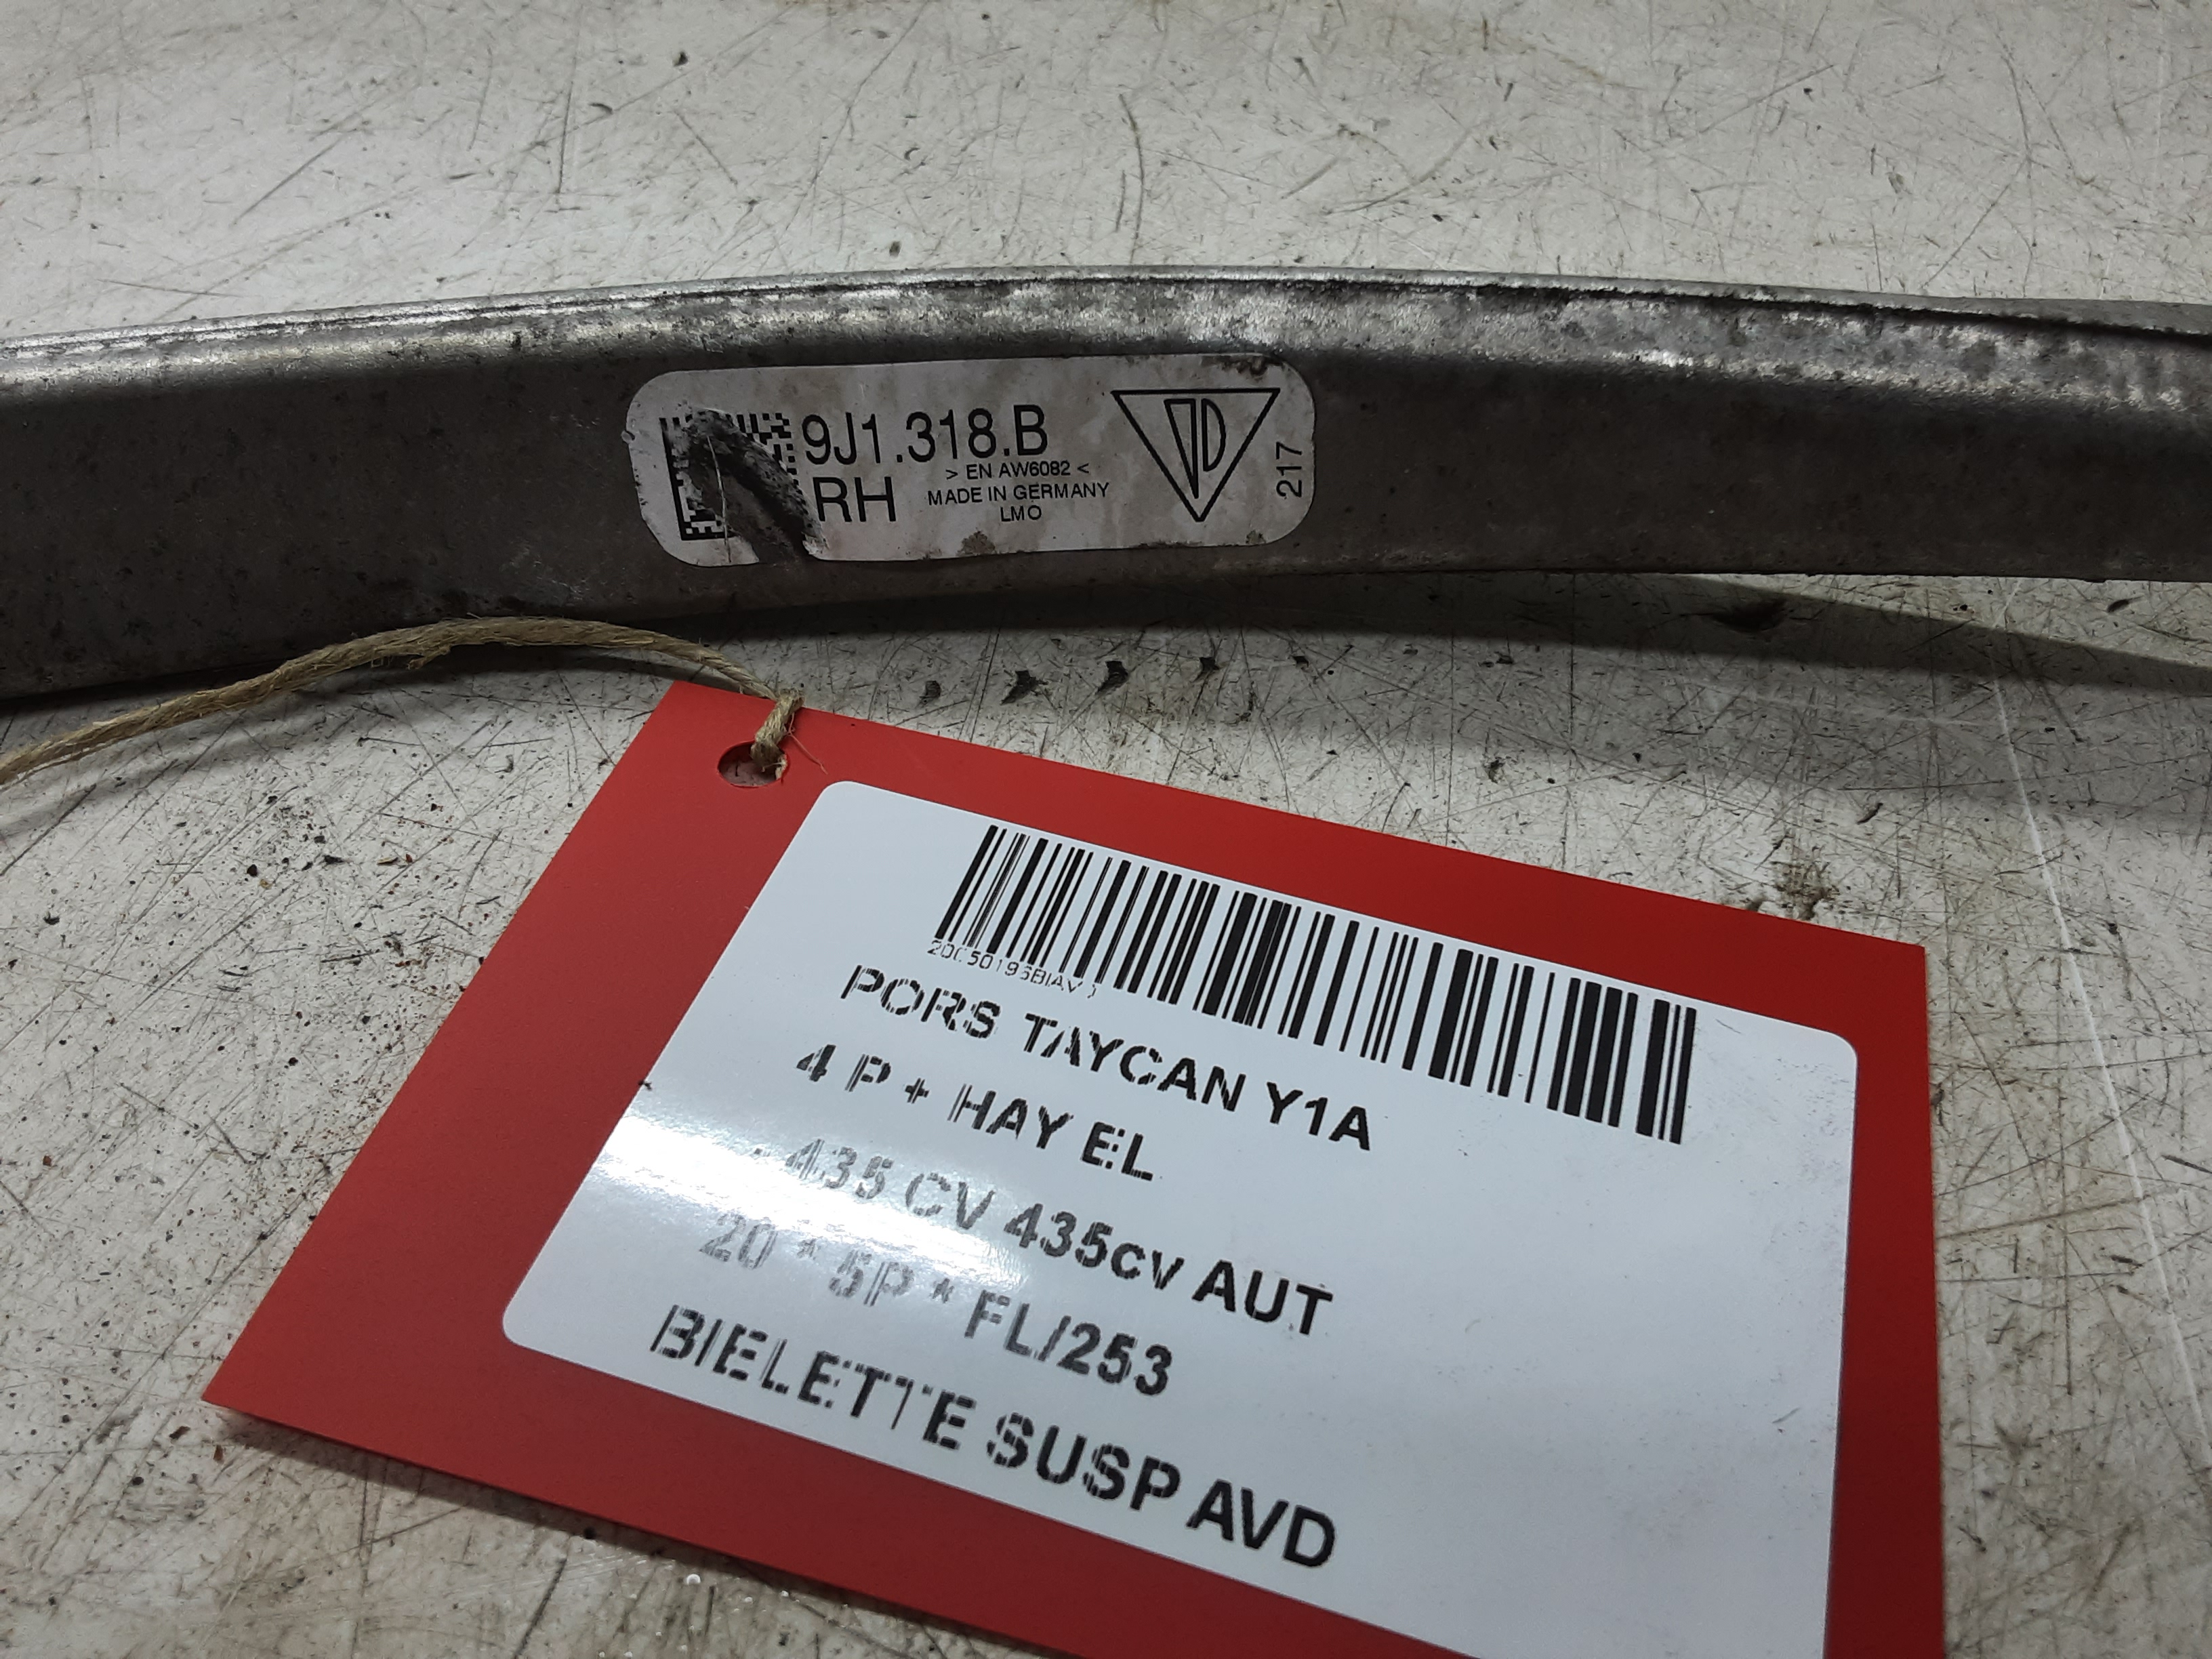 9J1.318.B
> EN AW6082 <
RH
MADE IN GERMANY
LMO
217
PORS TAYCAN Y1A
4 P + HAY EL
- 435 CV 435cv AUT
20 * 5P * FL/253
BIELETTE SUSP AVD